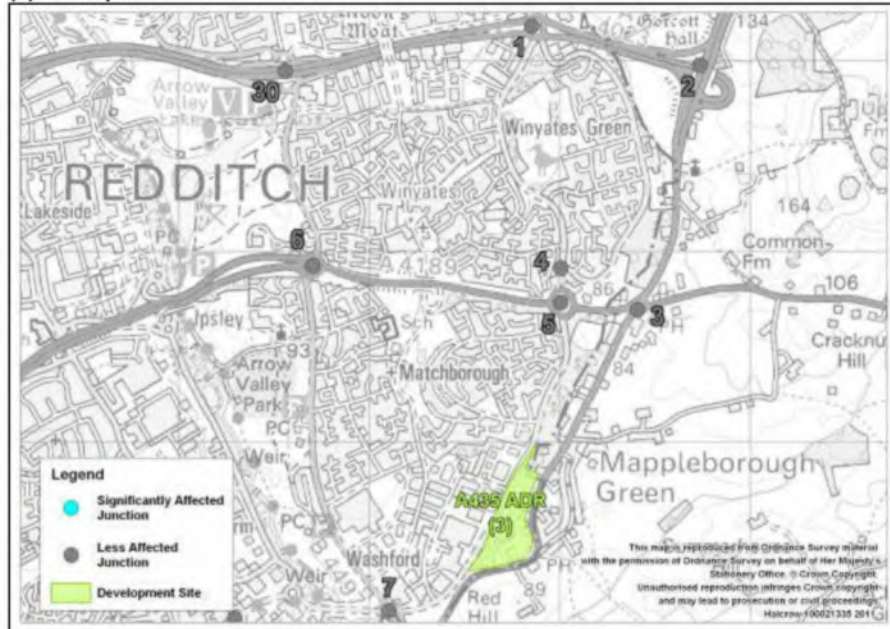 Moat
1
Gorcott
Hall
134
2
30
Arrow
Valley
Winyates Green
REDDITCH
Winyates
Lakeside
164
Fm
PC
6
4
Common
Fm
A4189
86
106
5
3
PH
Ipsley
Sch
Cracknu
Hill
93
84
Arrow
Valley
Park
Matchborough
PC
Weir
Mappleborough
Green
A435 ADR
(3)
Legend
Significantly Affected
Junction
Less Affected
Junction
Development Site
PC
Washford
Weir
7
PH
89
Red
Hill
This map is reproduced from Ordnance Survey material
with the permission of Ordnance Survey on behalf of Her Majesty's
Stationery Office. © Crown Copyright.
Unauthorised reproduction infringes Crown copyright
and may lead to prosecution or civil proceedings
Halcrow 100021335 2011